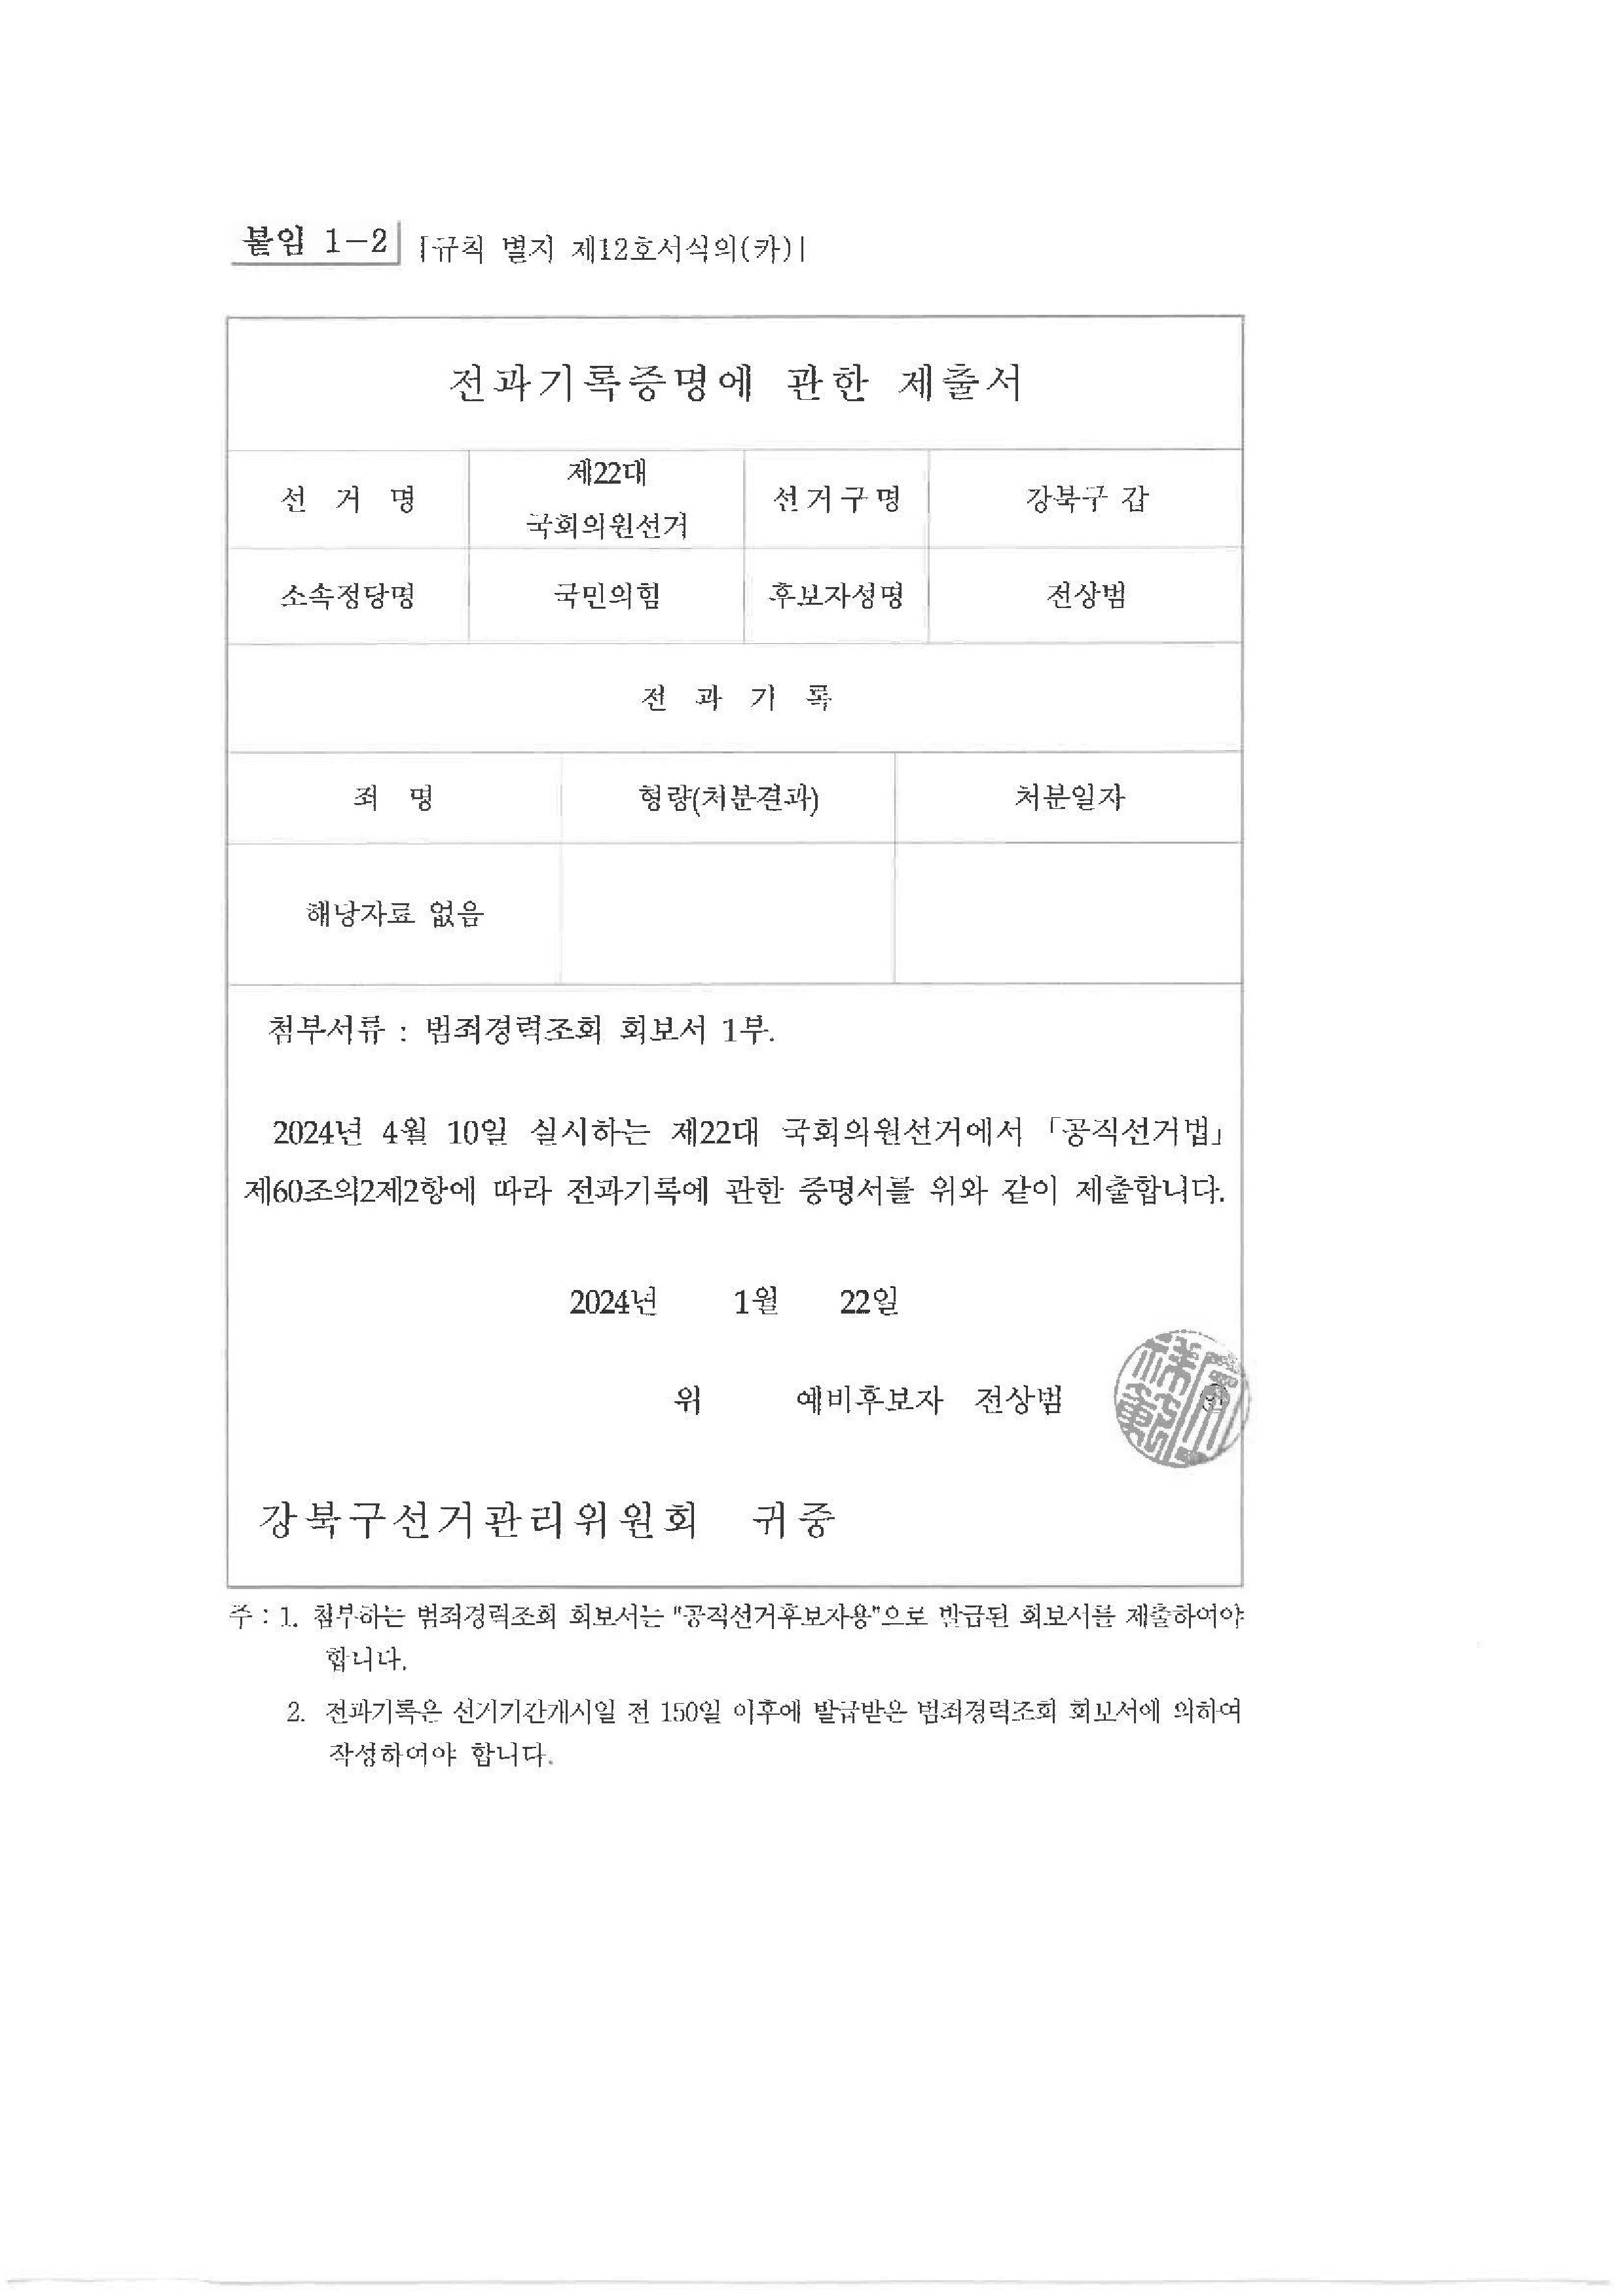 붙임 1-2 「규칙 별지 제12호서식의(카)」
전과기록증명에 관한 제출서
선 거 명 제22대 국회의원선거 선거구명 강북구 갑
소속정당명 국민의힘 후보자성명 전상범
전 과 기 록
죄 명 형량(처분결과) 처분일자
해당자료 없음
첨부서류 : 범죄경력조회 회보서 1부.
2024년 4월 10일 실시하는 제22대 국회의원선거에서 「공직선거법」
제60조의2제2항에 따라 전과기록에 관한 증명서를 위와 같이 제출합니다.
2024년 1월 22일
위 예비후보자 전상범
강북구선거관리위원회 귀중
주 : 1. 첨부하는 범죄경력조회 회보서는 "공직선거후보자용"으로 발급된 회보서를 제출하여야
합니다.
2. 전과기록은 선거기간개시일 전 150일 이후에 발급받은 범죄경력조회 회보서에 의하여
작성하여야 합니다.